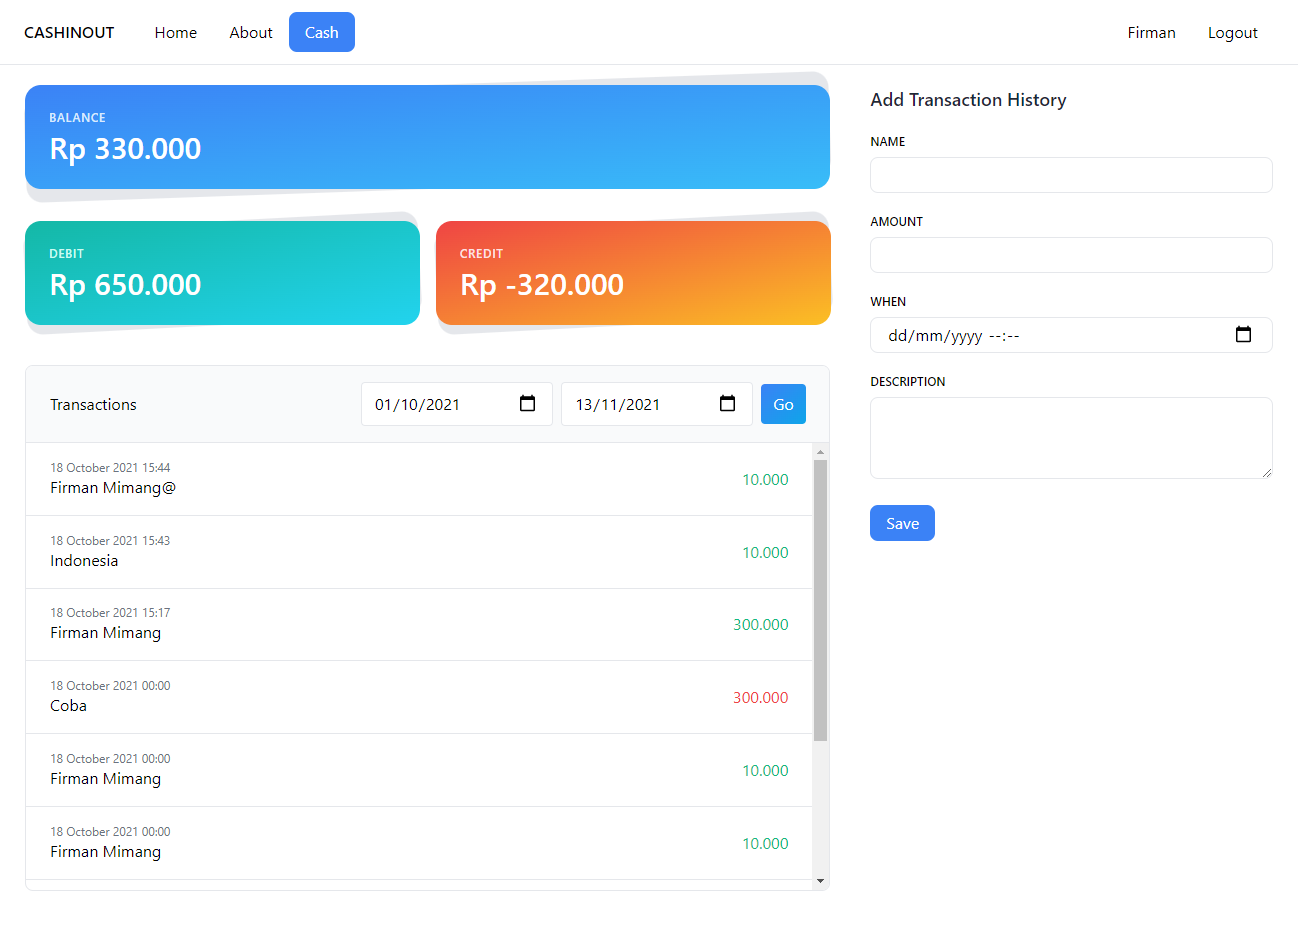 CASHINOUT Home About Cash Firman Logout
BALANCE
Rp 330.000
DEBIT
Rp 650.000
CREDIT
Rp -320.000
Transactions 01/10/2021 13/11/2021 Go
18 October 2021 15:44
Firman Mimang@ 10.000
18 October 2021 15:43
Indonesia 10.000
18 October 2021 15:17
Firman Mimang 300.000
18 October 2021 00:00
Coba 300.000
18 October 2021 00:00
Firman Mimang 10.000
18 October 2021 00:00
Firman Mimang 10.000
Add Transaction History
NAME
AMOUNT
WHEN
dd/mm/yyyy --:--
DESCRIPTION
Save